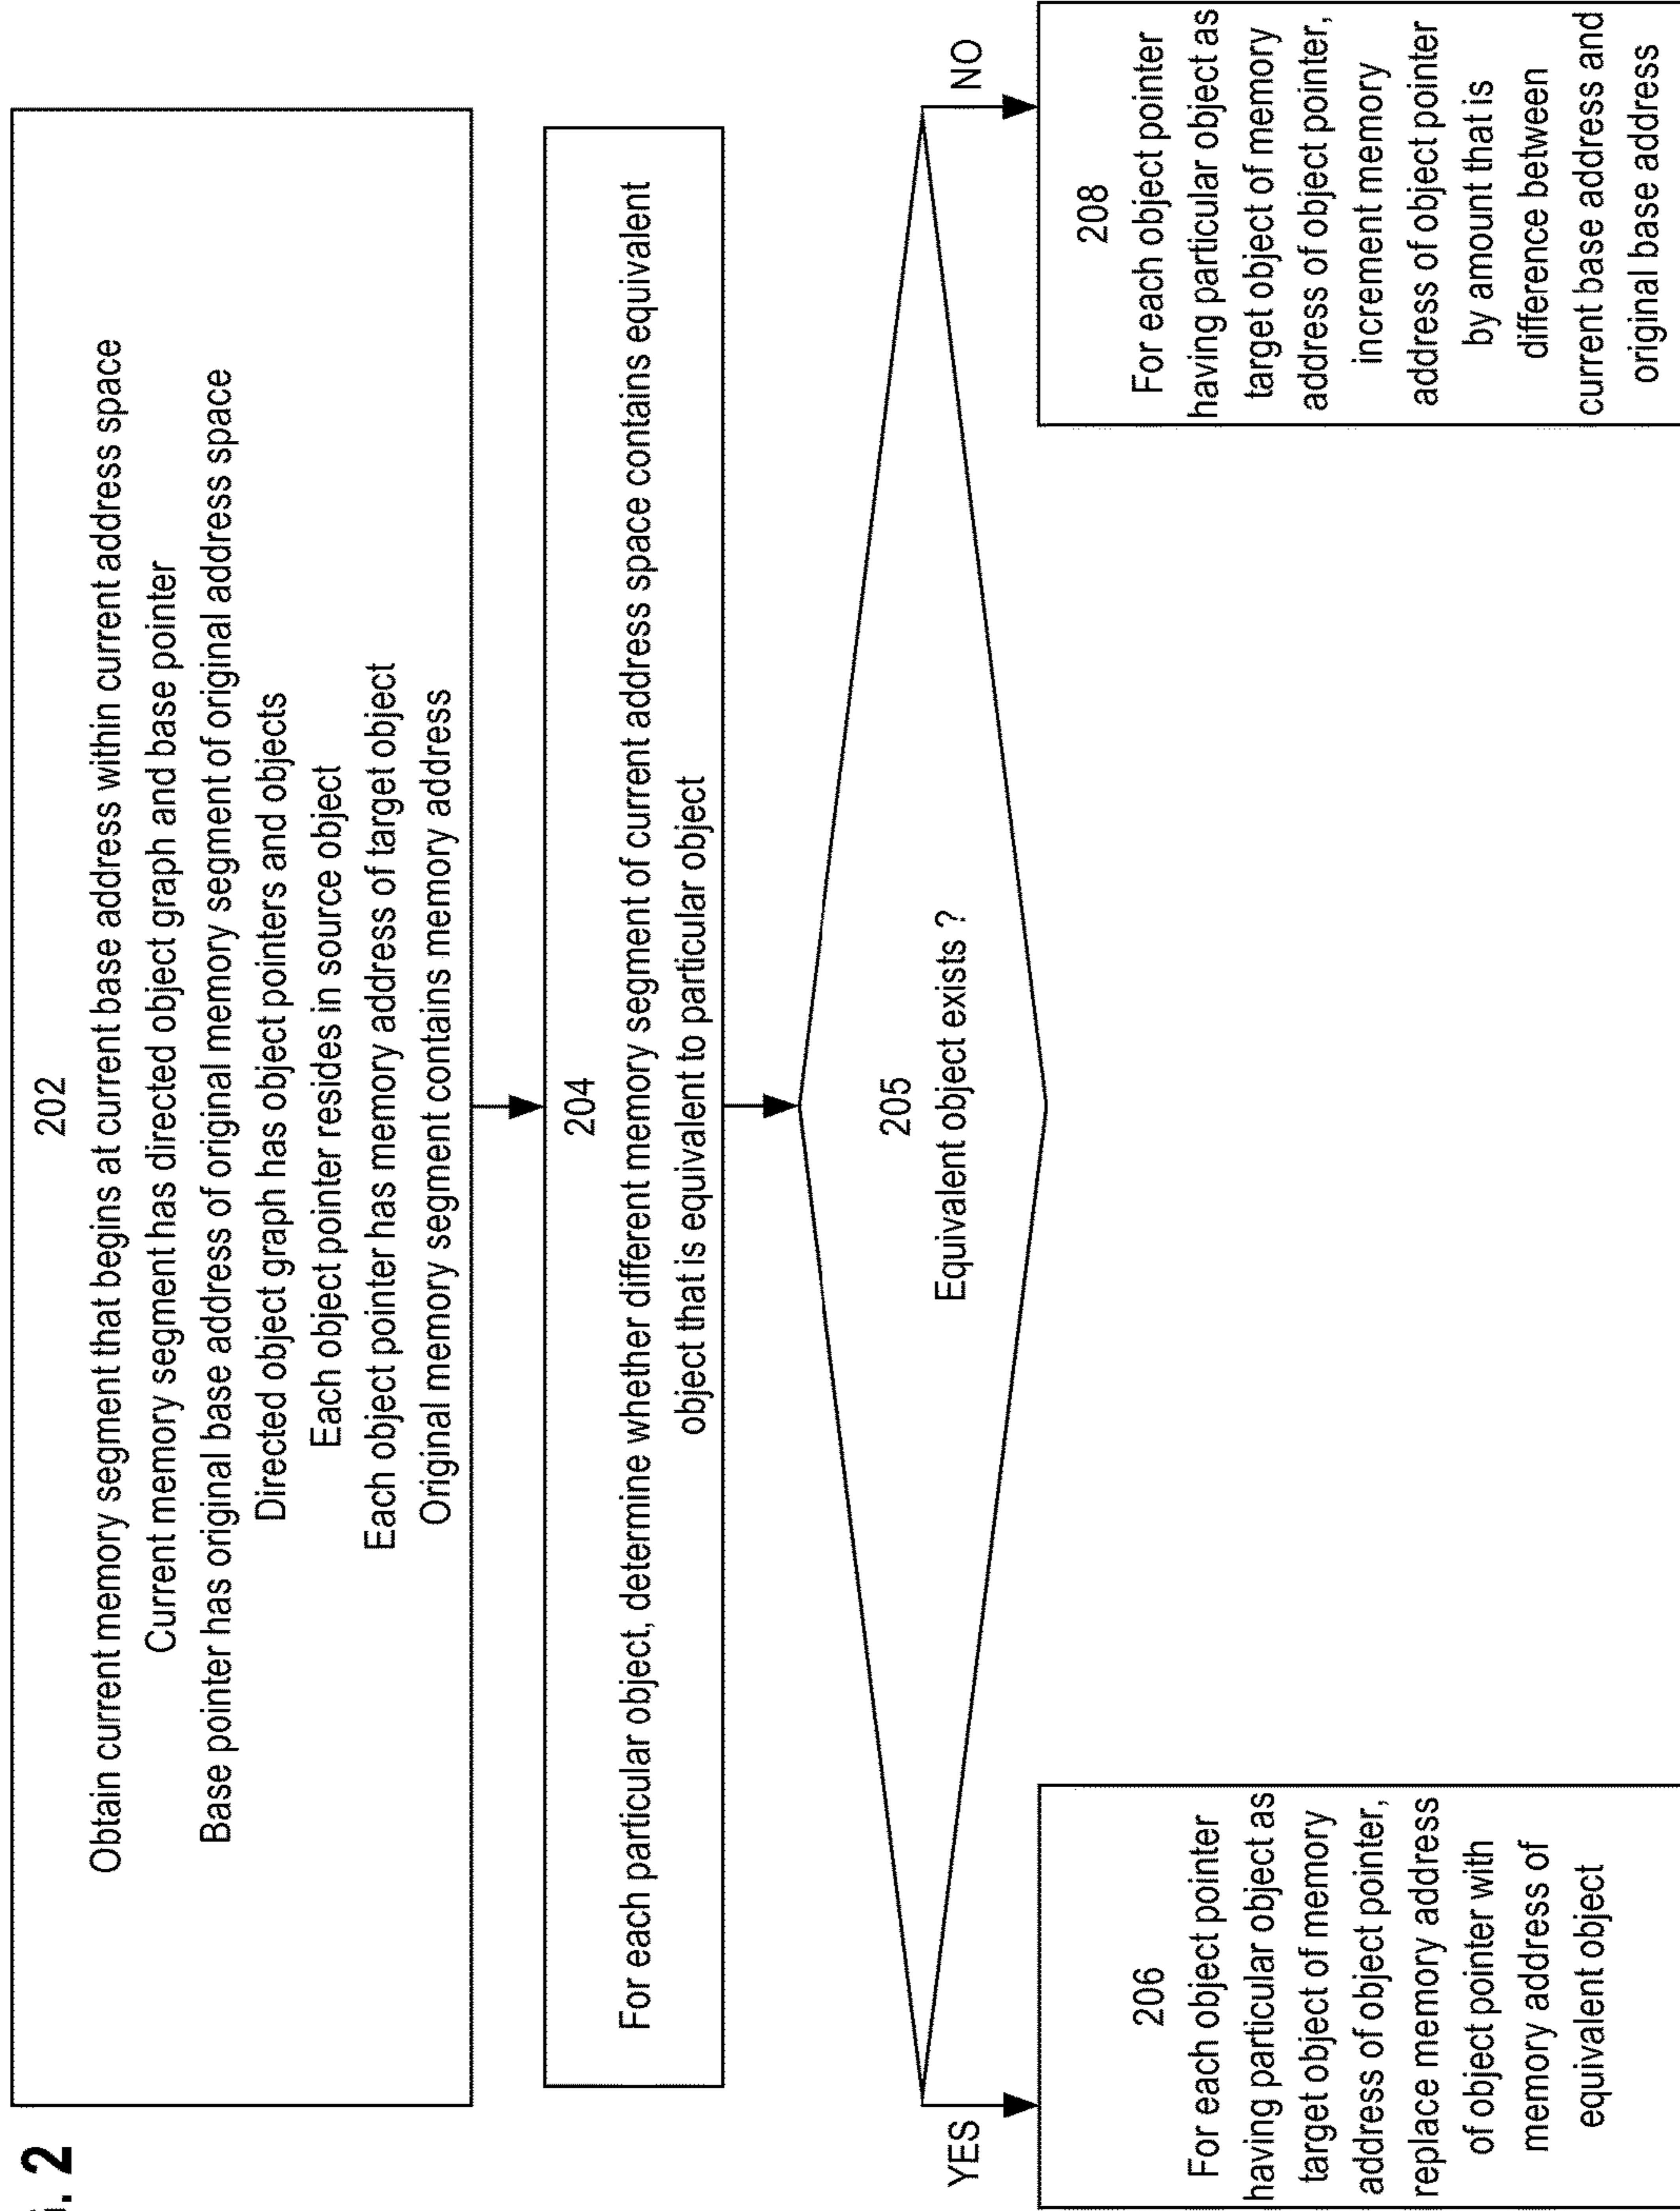 G. 2
202
Obtain current memory segment that begins at current base address within current address space
Current memory segment has directed object graph and base pointer
Base pointer has original base address of original memory segment of original address space
Directed object graph has object pointers and objects
Each object pointer resides in source object
Each object pointer has memory address of target object
Original memory segment contains memory address
204
For each particular object, determine whether different memory segment of current address space contains equivalent
object that is equivalent to particular object
205
Equivalent object exists ?
YES
NO
206
For each object pointer
having particular object as
target object of memory
address of object pointer,
replace memory address
of object pointer with
memory address of
equivalent object
208
For each object pointer
having particular object as
target object of memory
address of object pointer,
increment memory
address of object pointer
by amount that is
difference between
current base address and
original base address